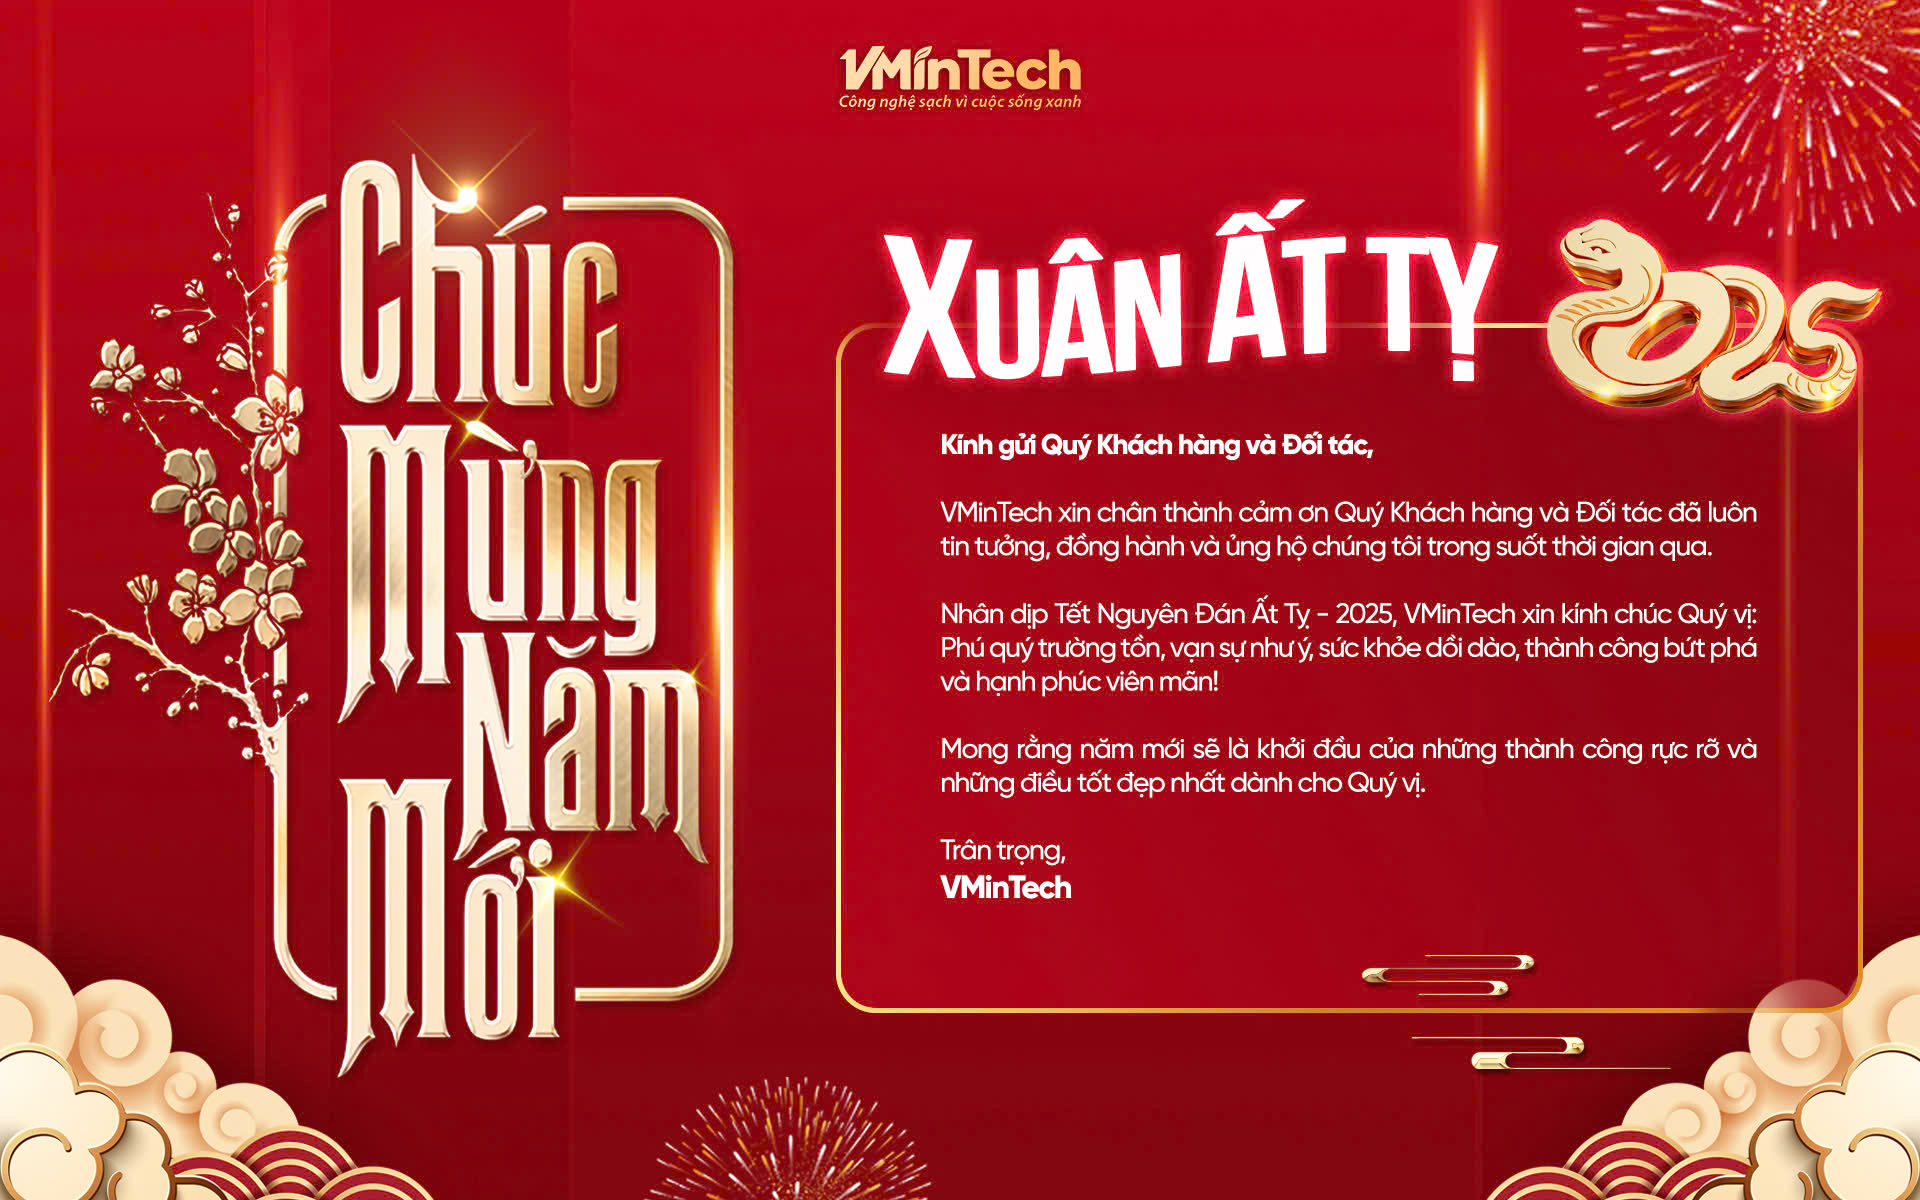 VMinTech
Công nghệ sạch vì cuộc sống xanh
Chúc
Mừng
Năm
Mới
XUÂN ẤT TỴ 2025
Kính gửi Quý Khách hàng và Đối tác,
VMinTech xin chân thành cảm ơn Quý Khách hàng và Đối tác đã luôn
tin tưởng, đồng hành và ủng hộ chúng tôi trong suốt thời gian qua.
Nhân dịp Tết Nguyên Đán Ất Tỵ - 2025, VMinTech xin kính chúc Quý vị:
Phú quý trường tồn, vạn sự như ý, sức khỏe dồi dào, thành công bứt phá
và hạnh phúc viên mãn!
Mong rằng năm mới sẽ là khởi đầu của những thành công rực rỡ và
những điều tốt đẹp nhất dành cho Quý vị.
Trân trọng,
VMinTech